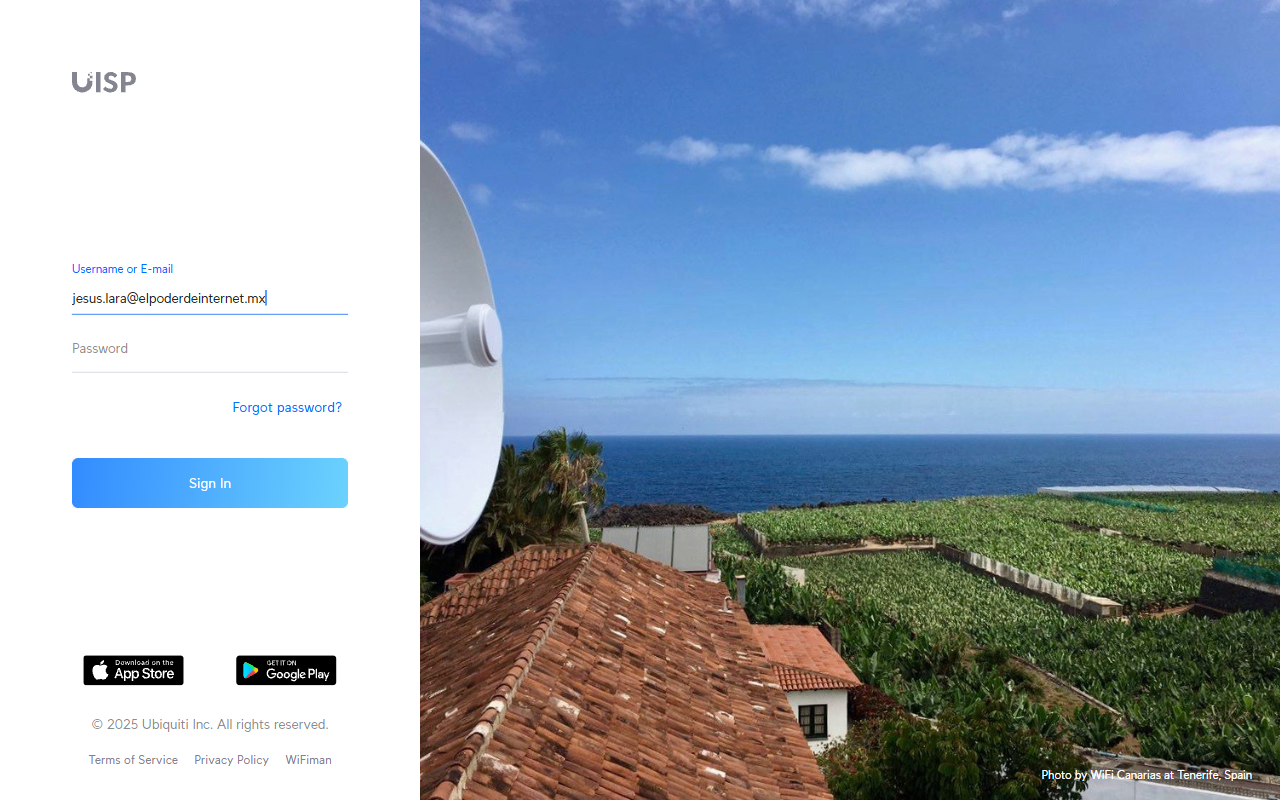 UISP
Username or E-mail
jesus.lara@elpoderdeinternet.mx
Password
Forgot password?
Sign In
Download on the
App Store
GET IT ON
Google Play
© 2025 Ubiquiti Inc. All rights reserved.
Terms of Service Privacy Policy WiFiman
Photo by WiFi Canarias at Tenerife, Spain